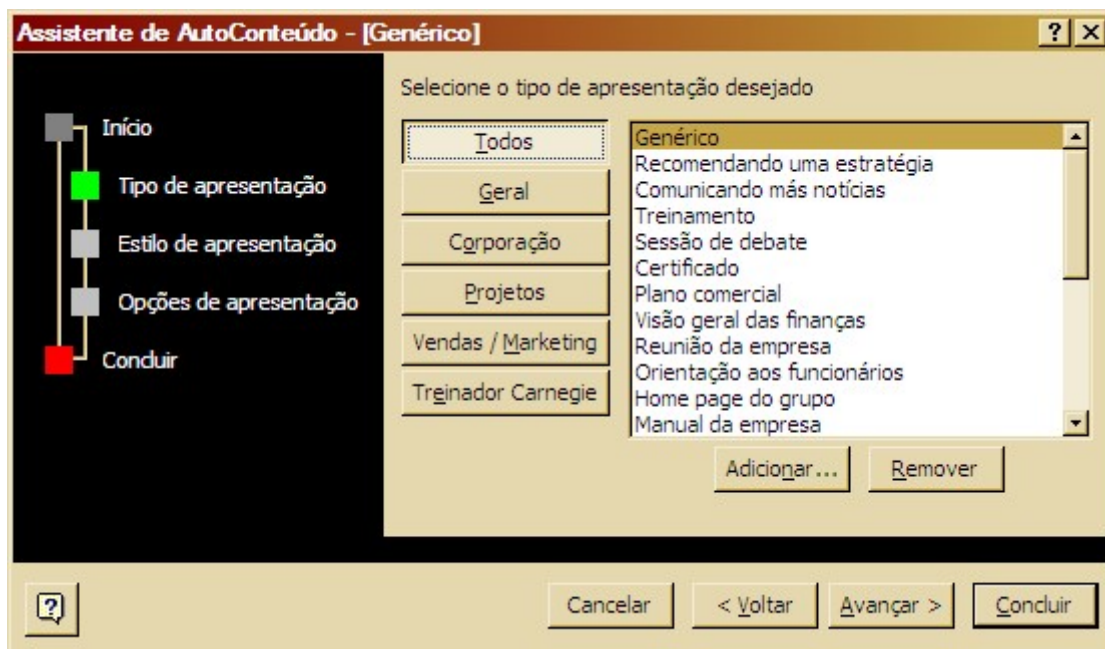 Assistente de AutoConteúdo - [Genérico]
Selecione o tipo de apresentação desejado
Início
Tipo de apresentação
Estilo de apresentação
Opções de apresentação
Concluir
Todos
Geral
Corporação
Projetos
Vendas / Marketing
Treinador Carnegie
Genérico
Recomendando uma estratégia
Comunicando más notícias
Treinamento
Sessão de debate
Certificado
Plano comercial
Visão geral das finanças
Reunião da empresa
Orientação aos funcionários
Home page do grupo
Manual da empresa
Adicionar...
Remover
Cancelar
< Voltar
Avançar >
Concluir